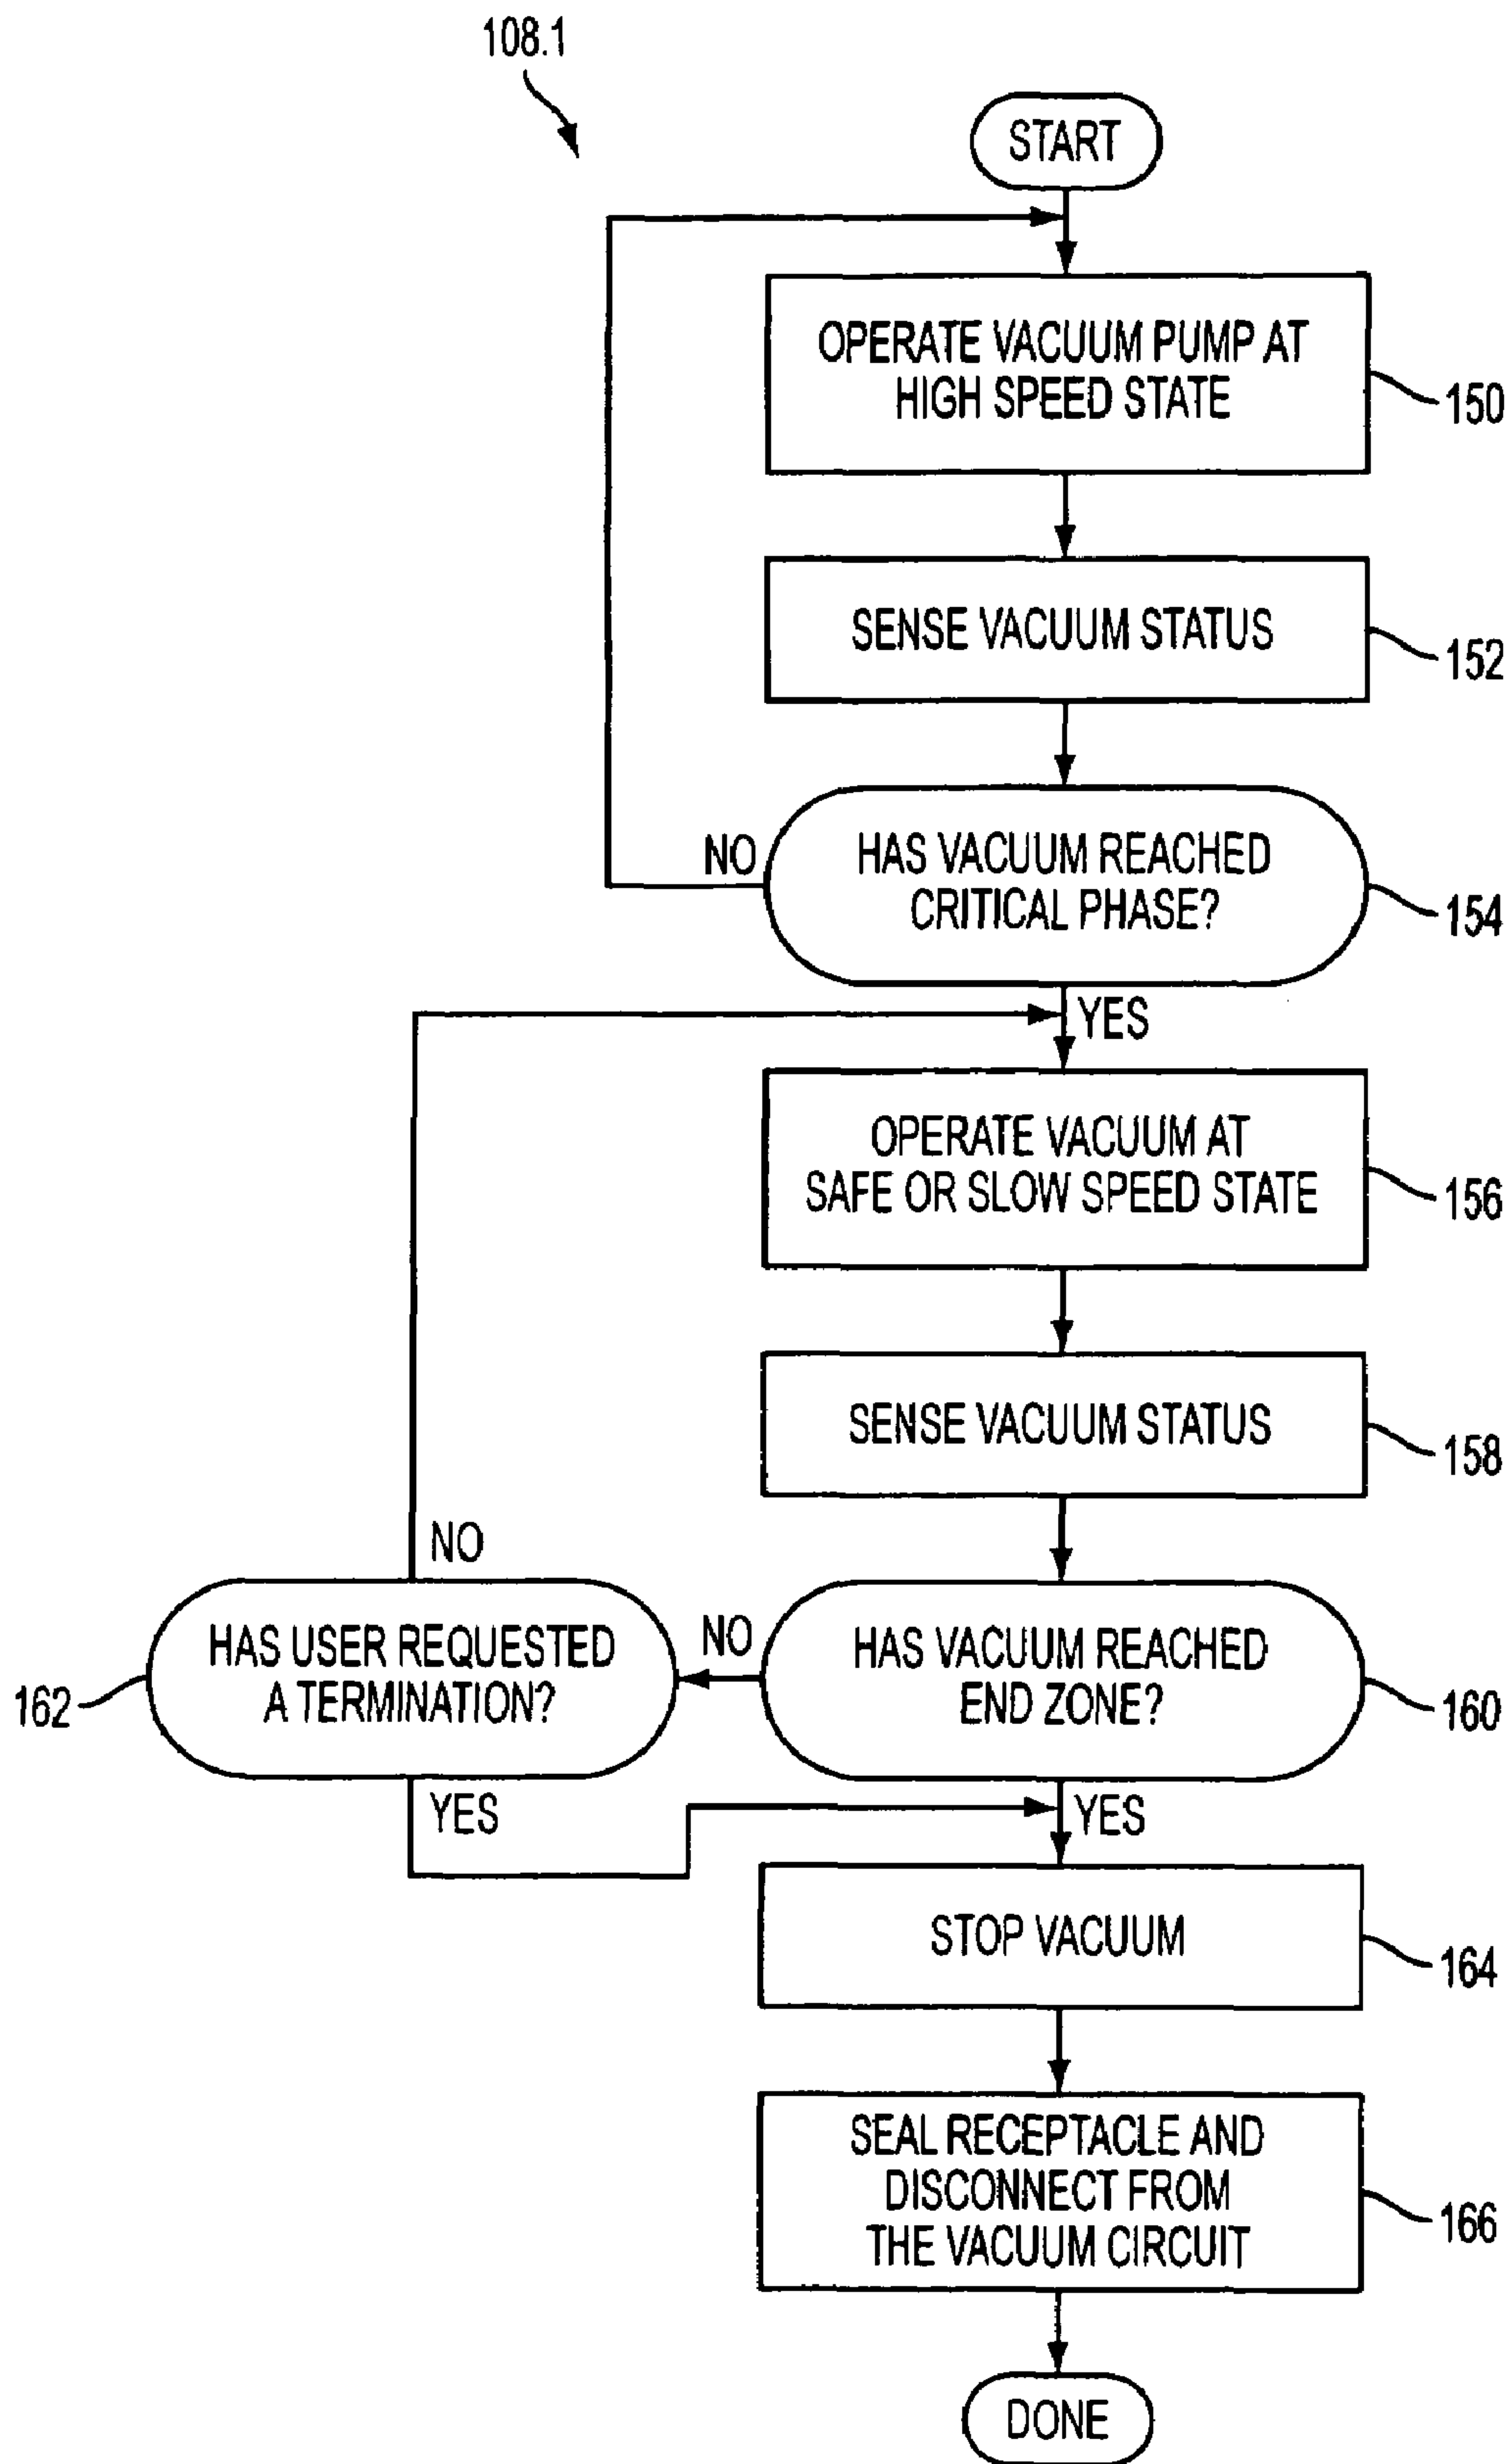 108.1
START
OPERATE VACUUM PUMP AT
HIGH SPEED STATE
150
SENSE VACUUM STATUS
152
NO
HAS VACUUM REACHED
CRITICAL PHASE?
154
YES
OPERATE VACUUM AT
SAFE OR SLOW SPEED STATE
156
SENSE VACUUM STATUS
158
NO
HAS USER REQUESTED
A TERMINATION?
162
NO
HAS VACUUM REACHED
END ZONE?
160
YES
YES
STOP VACUUM
164
SEAL RECEPTACLE AND
DISCONNECT FROM
THE VACUUM CIRCUIT
166
DONE